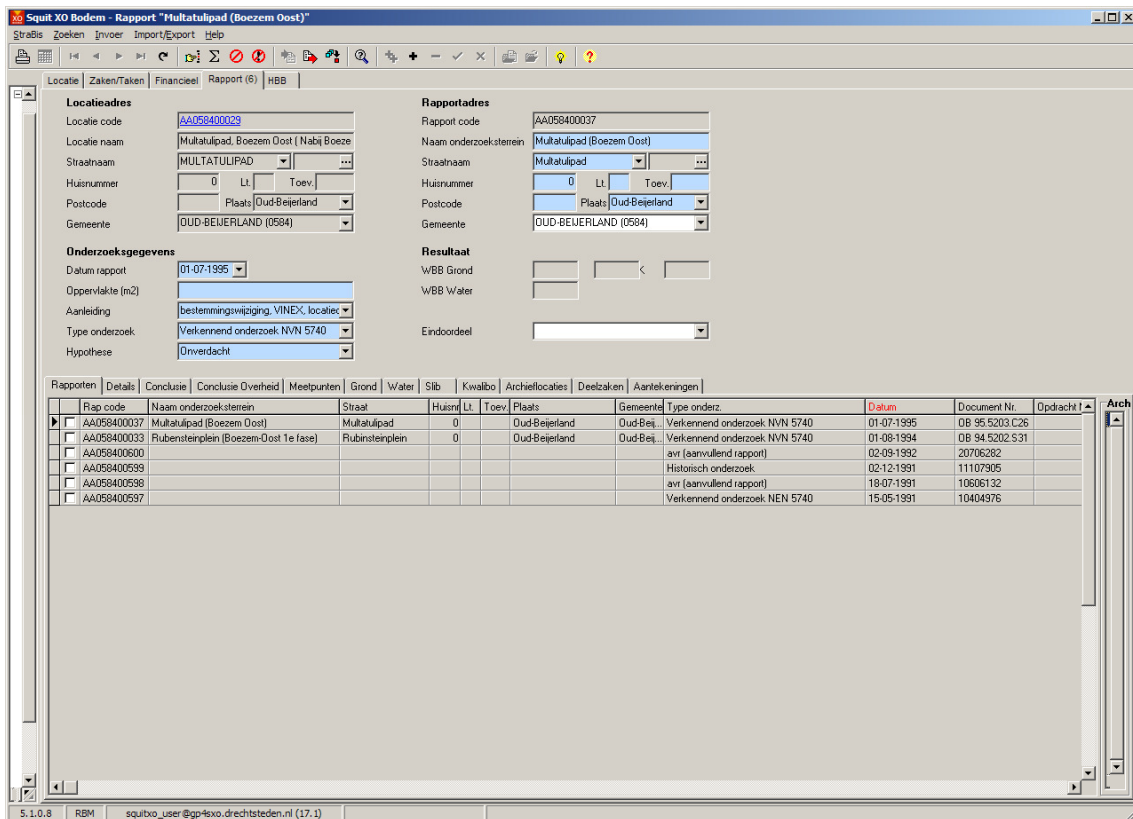 Squit XO Bodem - Rapport "Multatulipad (Boezem Oost)"
StraBis Zoeken Invoer Import/Export Help
Locatie Zaken/Taken Financieel Rapport (6) HBB
Locatieadres Rapportadres
Locatie code AA058400029 Rapport code AA058400037
Locatie naam Multatulipad, Boezem Oost ( Nabij Boeze Naam onderzoeksterrein Multatulipad (Boezem Oost)
Straatnaam MULTATULIPAD ... Straatnaam Multatulipad ...
Huisnummer 0 Lt. Toev. Huisnummer 0 Lt. Toev.
Postcode Plaats Oud-Beijerland Postcode Plaats Oud-Beijerland
Gemeente OUD-BEIJERLAND (0584) Gemeente OUD-BEIJERLAND (0584)
Onderzoeksgegevens Resultaat
Datum rapport 01-07-1995 WBB Grond <
Oppervlakte (m2) WBB Water
Aanleiding bestemmingswijziging, VINEX, locatiec
Type onderzoek Verkennend onderzoek NVN 5740 Eindoordeel
Hypothese Onverdacht
Rapporten Details Conclusie Conclusie Overheid Meetpunten Grond Water Slib Kwalibo Archieflocaties Deelzaken Aantekeningen
Rap code Naam onderzoeksterrein Straat Huisnr Lt. Toev. Plaats Gemeente Type onderz. Datum Document Nr. Opdracht Arch
AA058400037 Multatulipad (Boezem Oost) Multatulipad 0 Oud-Beijerland Oud-Beij... Verkennend onderzoek NVN 5740 01-07-1995 OB 95.5203.C26
AA058400033 Rubensteinplein (Boezem-Oost 1e fase) Rubinsteinplein 0 Oud-Beijerland Oud-Beij... Verkennend onderzoek NVN 5740 01-08-1994 OB 94.5202.S31
AA058400600 avr (aanvullend rapport) 02-09-1992 20706282
AA058400599 Historisch onderzoek 02-12-1991 11107905
AA058400598 avr (aanvullend rapport) 18-07-1991 10606132
AA058400597 Verkennend onderzoek NEN 5740 15-05-1991 10404976
5.1.0.8 RBM squitxo_user@gp4sxo.drechtsteden.nl (17.1)